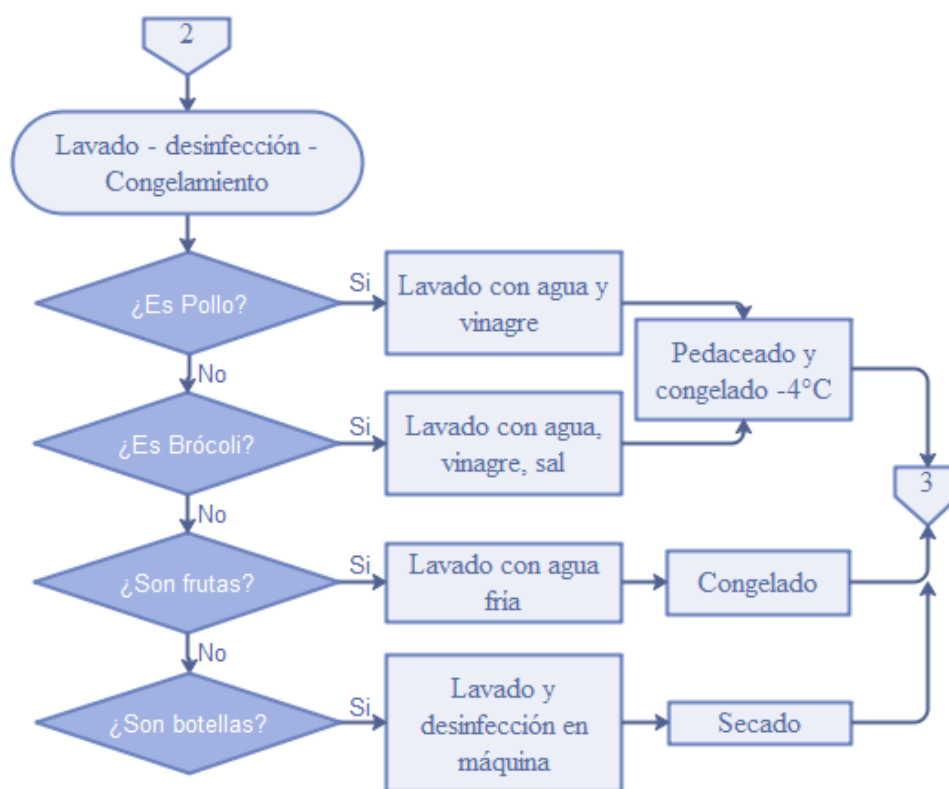 2
Lavado - desinfección -
Congelamiento
¿Es Pollo?
Si
Lavado con agua y
vinagre
Pedaceado y
congelado -4°C
No
¿Es Brócoli?
Si
Lavado con agua,
vinagre, sal
3
No
¿Son frutas?
Si
Lavado con agua
fría
Congelado
No
¿Son botellas?
Si
Lavado y
desinfección en
máquina
Secado